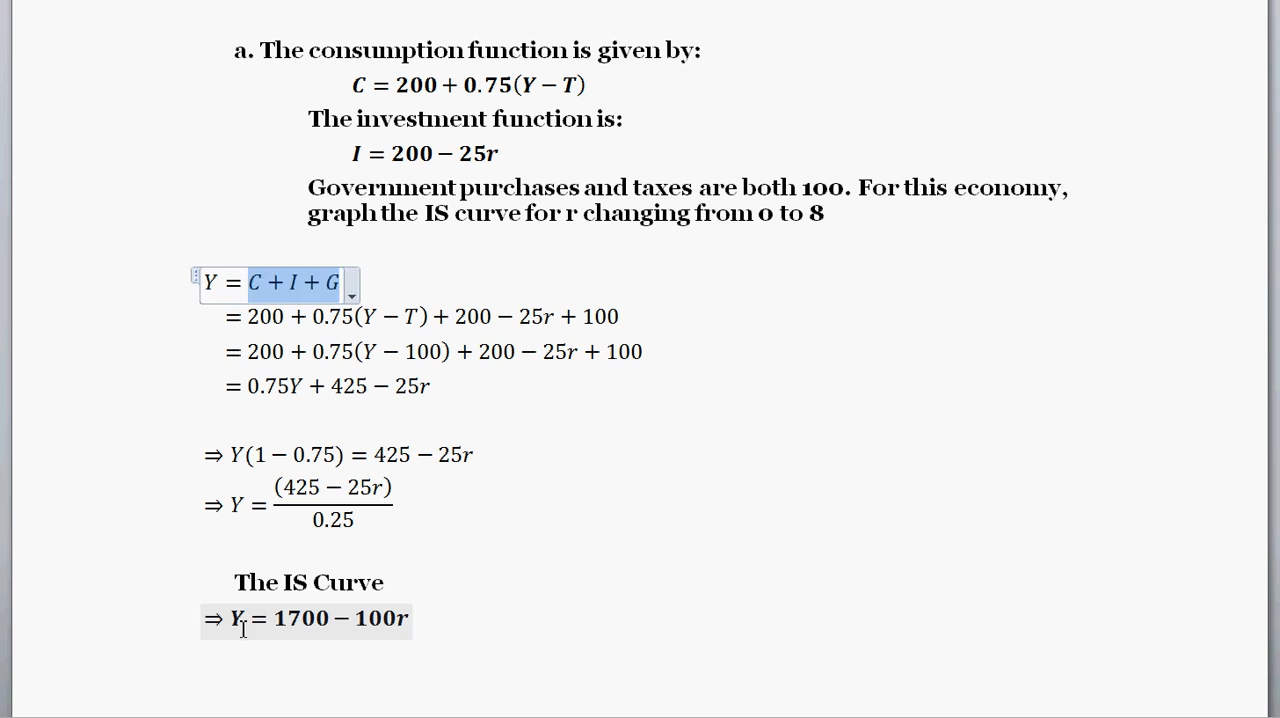 a. The consumption function is given by:
C = 200 + 0.75(Y − T)
The investment function is:
I = 200 − 25r
Government purchases and taxes are both 100. For this economy,
graph the IS curve for r changing from 0 to 8
Y = C + I + G
= 200 + 0.75(Y − T) + 200 − 25r + 100
= 200 + 0.75(Y − 100) + 200 − 25r + 100
= 0.75Y + 425 − 25r
⇒ Y(1 − 0.75) = 425 − 25r
⇒ Y = (425 − 25r) / 0.25
The IS Curve
⇒ Y = 1700 − 100r